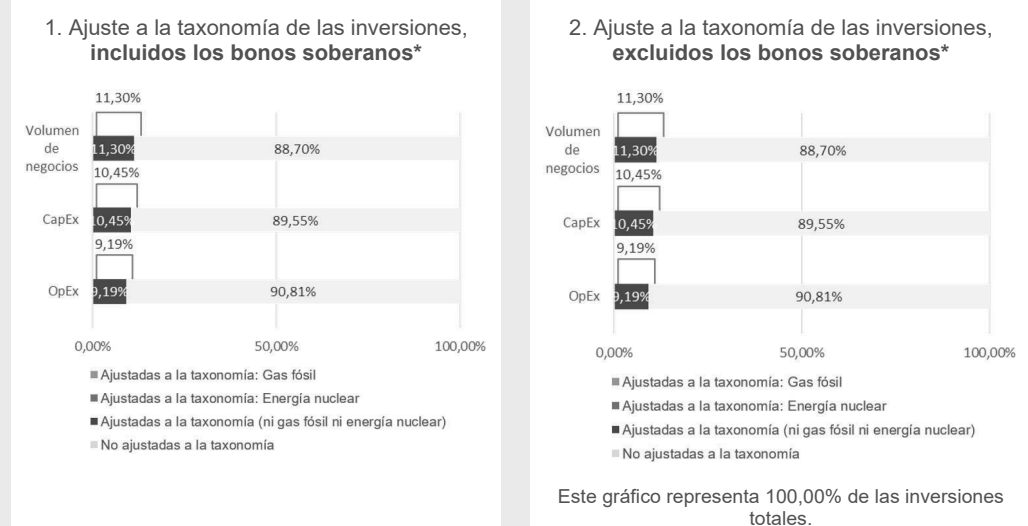 1. Ajuste a la taxonomía de las inversiones,
incluidos los bonos soberanos*
11,30%
Volumen
de
negocios
11,30%
88,70%
10,45%
CapEx
10,45%
89,55%
9,19%
OpEx
9,19%
90,81%
0,00%
50,00%
100,00%
Ajustadas a la taxonomía: Gas fósil
Ajustadas a la taxonomía: Energía nuclear
Ajustadas a la taxonomía (ni gas fósil ni energía nuclear)
No ajustadas a la taxonomía
2. Ajuste a la taxonomía de las inversiones,
excluidos los bonos soberanos*
11,30%
Volumen
de
negocios
11,30%
88,70%
10,45%
CapEx
10,45%
89,55%
9,19%
OpEx
9,19%
90,81%
0,00%
50,00%
100,00%
Ajustadas a la taxonomía: Gas fósil
Ajustadas a la taxonomía: Energía nuclear
Ajustadas a la taxonomía (ni gas fósil ni energía nuclear)
No ajustadas a la taxonomía
Este gráfico representa 100,00% de las inversiones
totales.